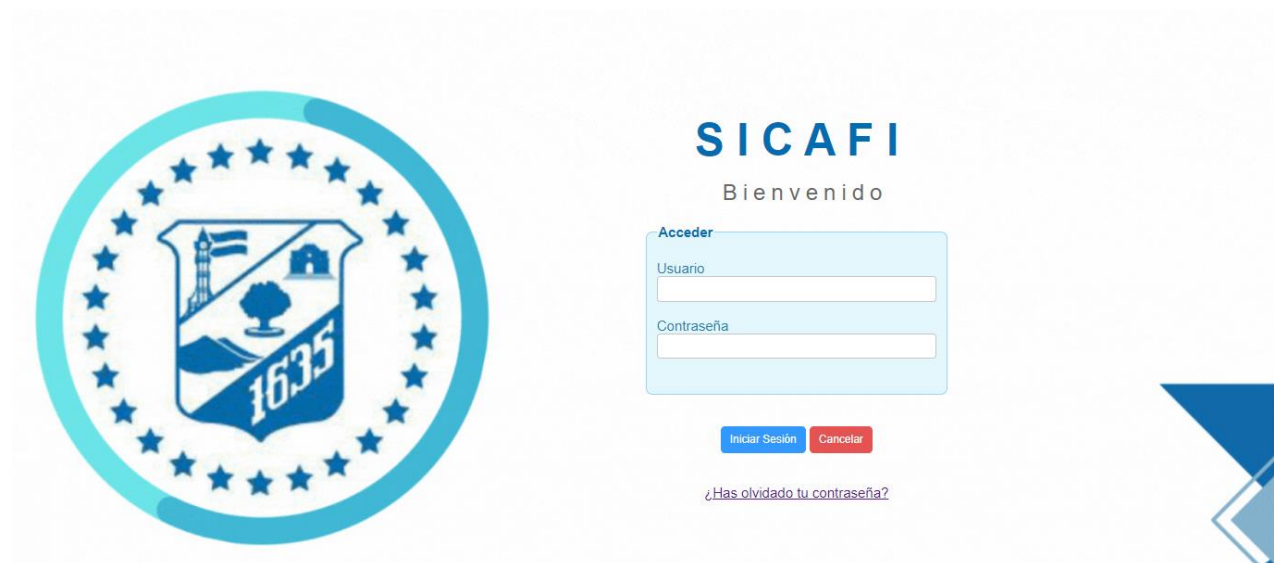 SICAFI
Bienvenido
Acceder
Usuario
Contraseña
Iniciar Sesión Cancelar
¿Has olvidado tu contraseña?
1635